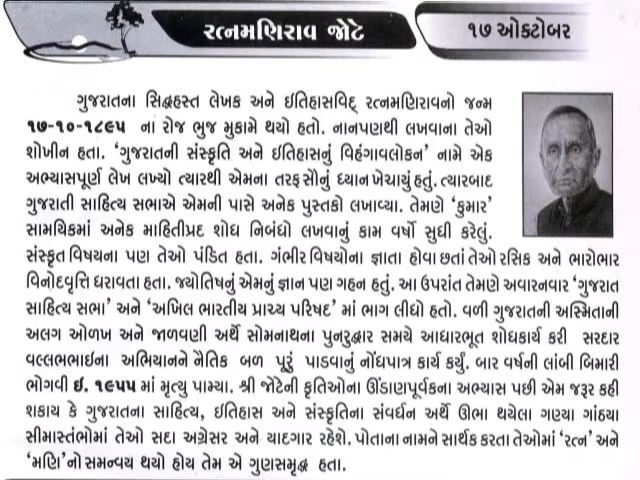 રત્નમણિરાવ જોટે
૧૭ ઓક્ટોબર
ગુજરાતના સિદ્ધહસ્ત લેખક અને ઈતિહાસવિદ્ રત્નમણિરાવનો જન્મ
૧૭-૧૦-૧૮૯૫ ના રોજ ભુજ મુકામે થયો હતો. નાનપણથી લખવાના તેઓ
શોખીન હતા. ‘ગુજરાતની સંસ્કૃતિ અને ઈતિહાસનું વિહંગાવલોકન’ નામે એક
અભ્યાસપૂર્ણ લેખ લખ્યો ત્યારથી એમના તરફ સૌનું ધ્યાન ખેચાયું હતું. ત્યારબાદ
ગુજરાતી સાહિત્ય સભાએ એમની પાસે અનેક પુસ્તકો લખાવ્યા. તેમણે ‘કુમાર’
સામયિકમાં અનેક માહિતીપ્રદ શોધ નિબંધો લખવાનું કામ વર્ષો સુધી કરેલું.
સંસ્કૃત વિષયના પણ તેઓ પંડિત હતા. ગંભીર વિષયોના જ્ઞાતા હોવા છતાં તેઓ રસિક અને ભારોભાર
વિનોદવૃત્તિ ધરાવતા હતા. જ્યોતિષનું એમનું જ્ઞાન પણ ગહન હતું. આ ઉપરાંત તેમણે અવારનવાર ‘ગુજરાત
સાહિત્ય સભા’ અને ‘અખિલ ભારતીય પ્રાચ્ય પરિષદ’ માં ભાગ લીધો હતો. વળી ગુજરાતની અસ્મિતાની
અલગ ઓળખ અને જાળવણી અર્થે સોમનાથના પુનરુદ્ધાર સમયે આધારભૂત શોધકાર્ય કરી સરદાર
વલ્લભભાઈના અભિયાનને નૈતિક બળ પૂરું પાડવાનું નોંધપાત્ર કાર્ય કર્યું. બાર વર્ષની લાંબી બિમારી
ભોગવી ઇ. ૧૯૫૫ માં મૃત્યુ પામ્યા. શ્રી જોટેની કૃતિઓના ઊંડાણપૂર્વકના અભ્યાસ પછી એમ જરૂર કહી
શકાય કે ગુજરાતના સાહિત્ય, ઈતિહાસ અને સંસ્કૃતિના સંવર્ધન અર્થે ઊભા થયેલા ગણ્યા ગાંઠયા
સીમાસ્તંભોમાં તેઓ સદા અગ્રેસર અને યાદગાર રહેશે. પોતાના નામને સાર્થક કરતા તેઓમાં ‘રત્ન’ અને
‘મણિ’નો સમન્વય થયો હોય તેમ એ ગુણસમૃદ્ધ હતા.